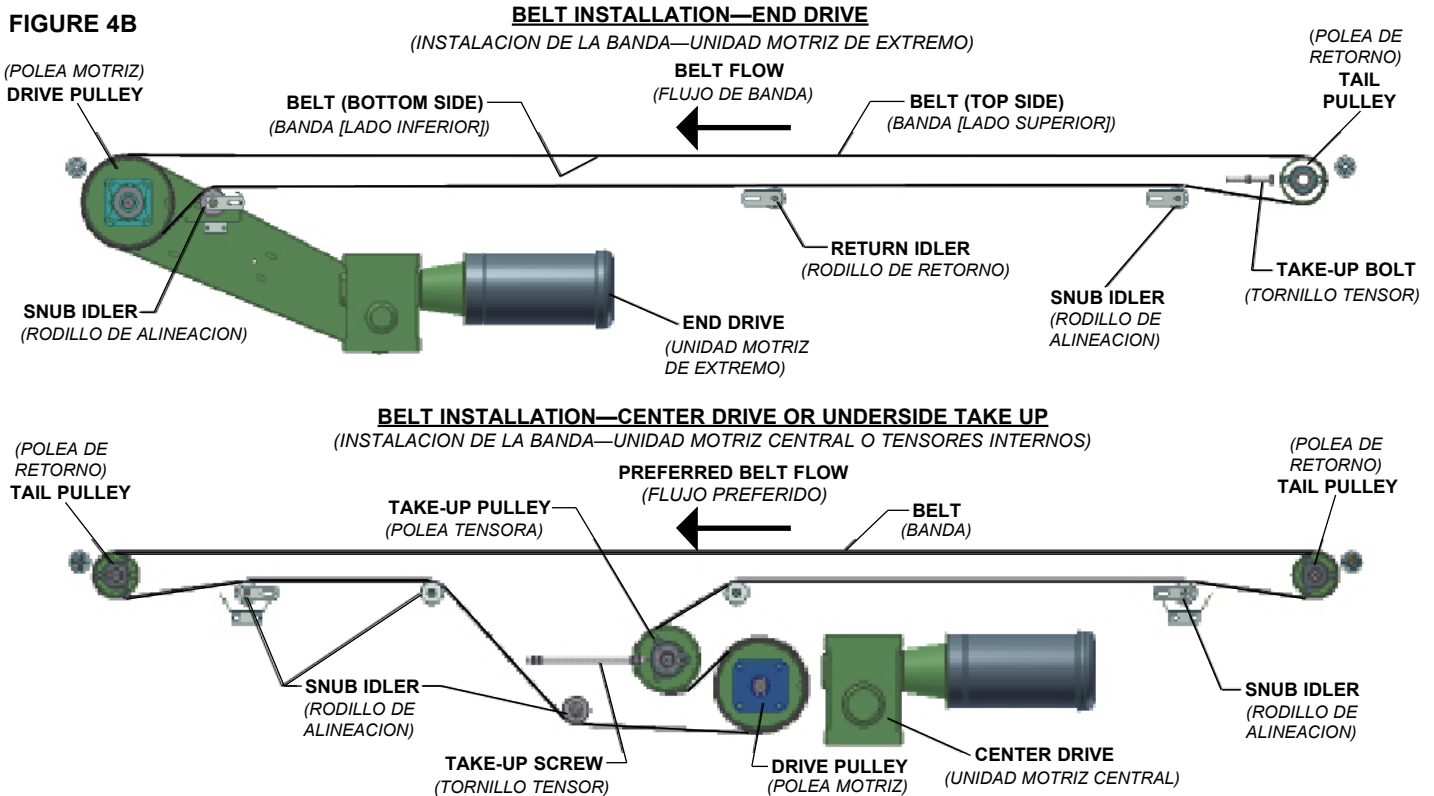 FIGURE 4B
BELT INSTALLATION—END DRIVE
(INSTALACION DE LA BANDA—UNIDAD MOTRIZ DE EXTREMO)
(POLEA MOTRIZ)
DRIVE PULLEY
BELT (BOTTOM SIDE)
(BANDA [LADO INFERIOR])
BELT FLOW
(FLUJO DE BANDA)
BELT (TOP SIDE)
(BANDA [LADO SUPERIOR])
(POLEA DE
RETORNO)
TAIL
PULLEY
SNUB IDLER
(RODILLO DE ALINEACION)
END DRIVE
(UNIDAD MOTRIZ
DE EXTREMO)
RETURN IDLER
(RODILLO DE RETORNO)
SNUB IDLER
(RODILLO DE
ALINEACION)
TAKE-UP BOLT
(TORNILLO TENSOR)
BELT INSTALLATION—CENTER DRIVE OR UNDERSIDE TAKE UP
(INSTALACION DE LA BANDA—UNIDAD MOTRIZ CENTRAL O TENSORES INTERNOS)
(POLEA DE
RETORNO)
TAIL PULLEY
TAKE-UP PULLEY
(POLEA TENSORA)
PREFERRED BELT FLOW
(FLUJO PREFERIDO)
BELT
(BANDA)
(POLEA DE
RETORNO)
TAIL PULLEY
SNUB IDLER
(RODILLO DE
ALINEACION)
TAKE-UP SCREW
(TORNILLO TENSOR)
DRIVE PULLEY
(POLEA MOTRIZ)
CENTER DRIVE
(UNIDAD MOTRIZ CENTRAL)
SNUB IDLER
(RODILLO DE
ALINEACION)